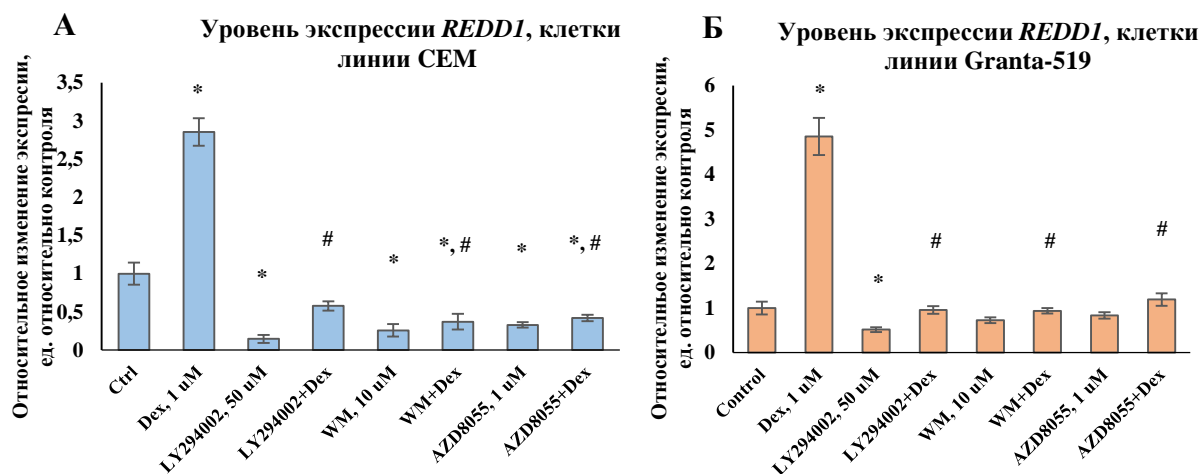 А
Уровень экспрессии REDD1, клетки
линии CEM
Относительное изменение экспресии,
ед. относительно контроля
3,5
3
2,5
2
1,5
1
0,5
0
*
*
#
*
*, #
*
*, #
Ctrl
Dex, 1 uM
LY294002, 50 uM
LY294002+Dex
WM, 10 uM
WM+Dex
AZD8055, 1 uM
AZD8055+Dex
Б
Уровень экспрессии REDD1, клетки
линии Granta-519
Относителньое изменение экспресии,
ед. относительно контроля
6
5
4
3
2
1
0
*
*
#
#
#
Control
Dex, 1 uM
LY294002, 50 uM
LY294002+Dex
WM, 10 uM
WM+Dex
AZD8055, 1 uM
AZD8055+Dex